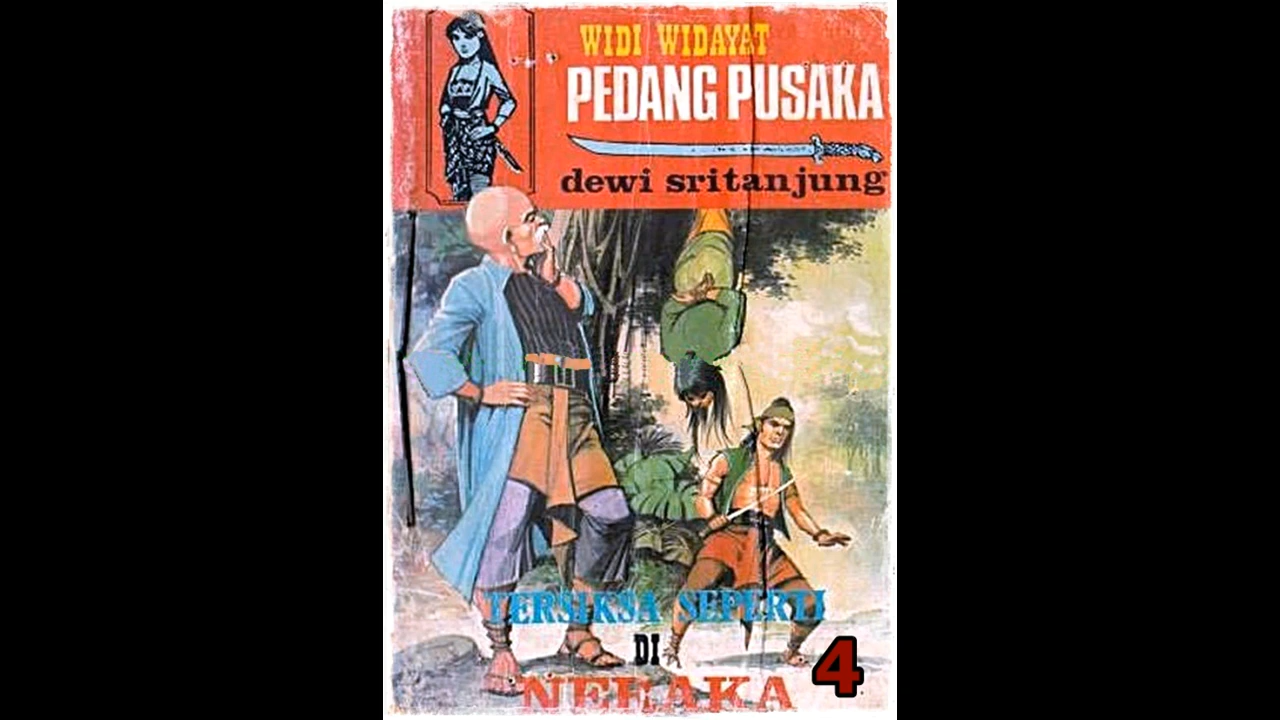 WIDI WIDAYAT
PEDANG PUSAKA
dewi sritanjung
TERSIKSA SEPERTI
DI
NERAKA
4